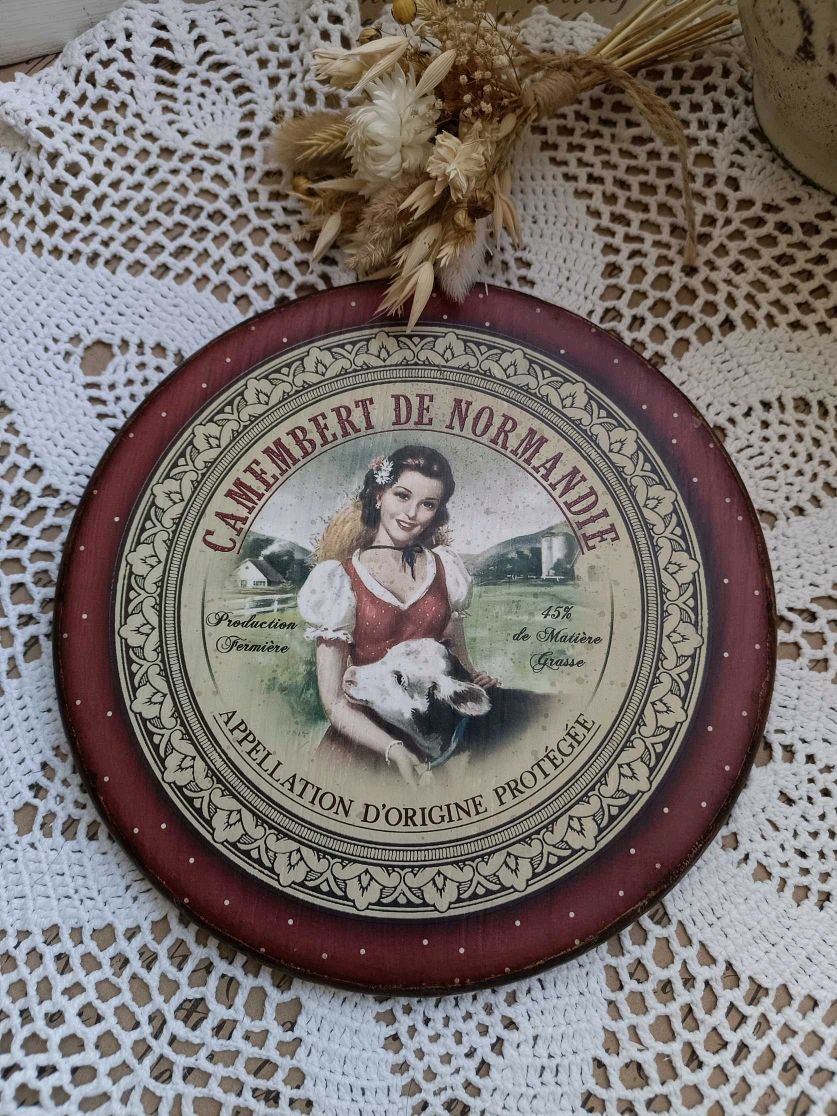 CAMEMBERT DE NORMANDIE
Production
Fermière
45%
de Matière
Grasse
APPELLATION D'ORIGINE PROTÉGÉE